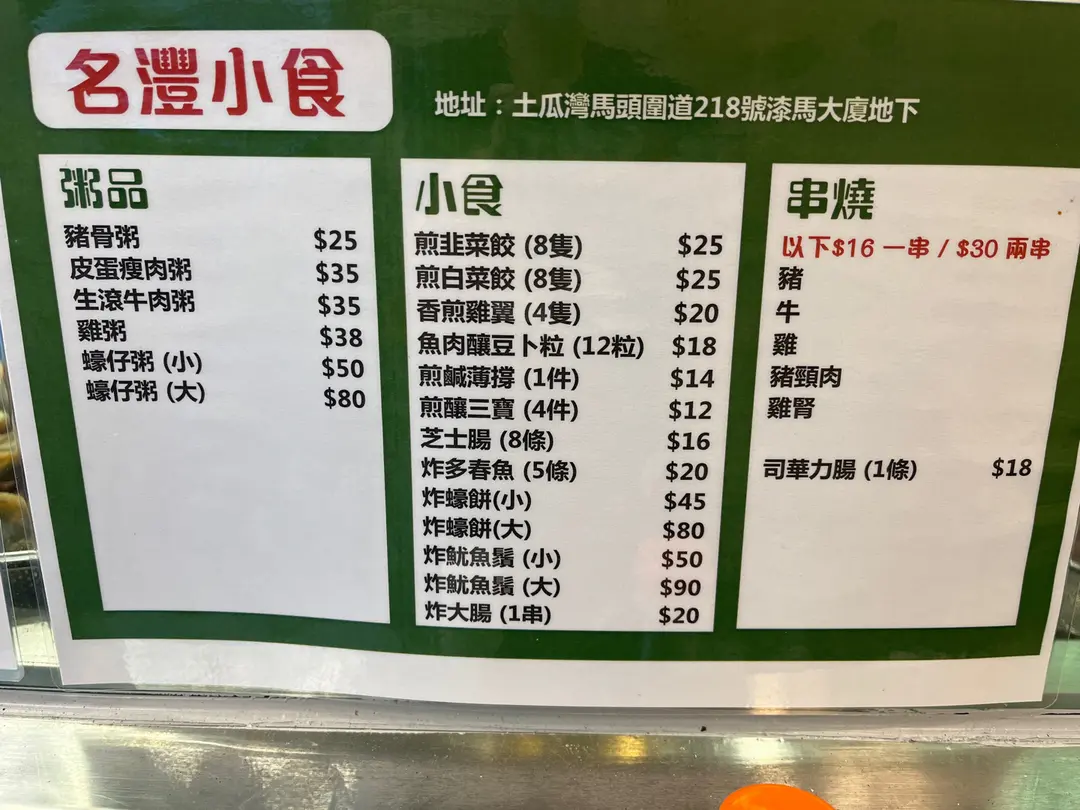 名灃小食
地址：土瓜灣馬頭圍道218號漆馬大廈地下
粥品
豬骨粥 $25
皮蛋瘦肉粥 $35
生滾牛肉粥 $35
雞粥 $38
蠔仔粥 (小) $50
蠔仔粥 (大) $80
小食
煎韭菜餃 (8隻) $25
煎白菜餃 (8隻) $25
香煎雞翼 (4隻) $20
魚肉釀豆卜粒 (12粒) $18
煎鹹薄撐 (1件) $14
煎釀三寶 (4件) $12
芝士腸 (8條) $16
炸多春魚 (5條) $20
炸蠔餅(小) $45
炸蠔餅(大) $80
炸魷魚鬚 (小) $50
炸魷魚鬚 (大) $90
炸大腸 (1串) $20
串燒
以下$16 一串 / $30 兩串
豬
牛
雞
豬頸肉
雞腎
司華力腸 (1條) $18